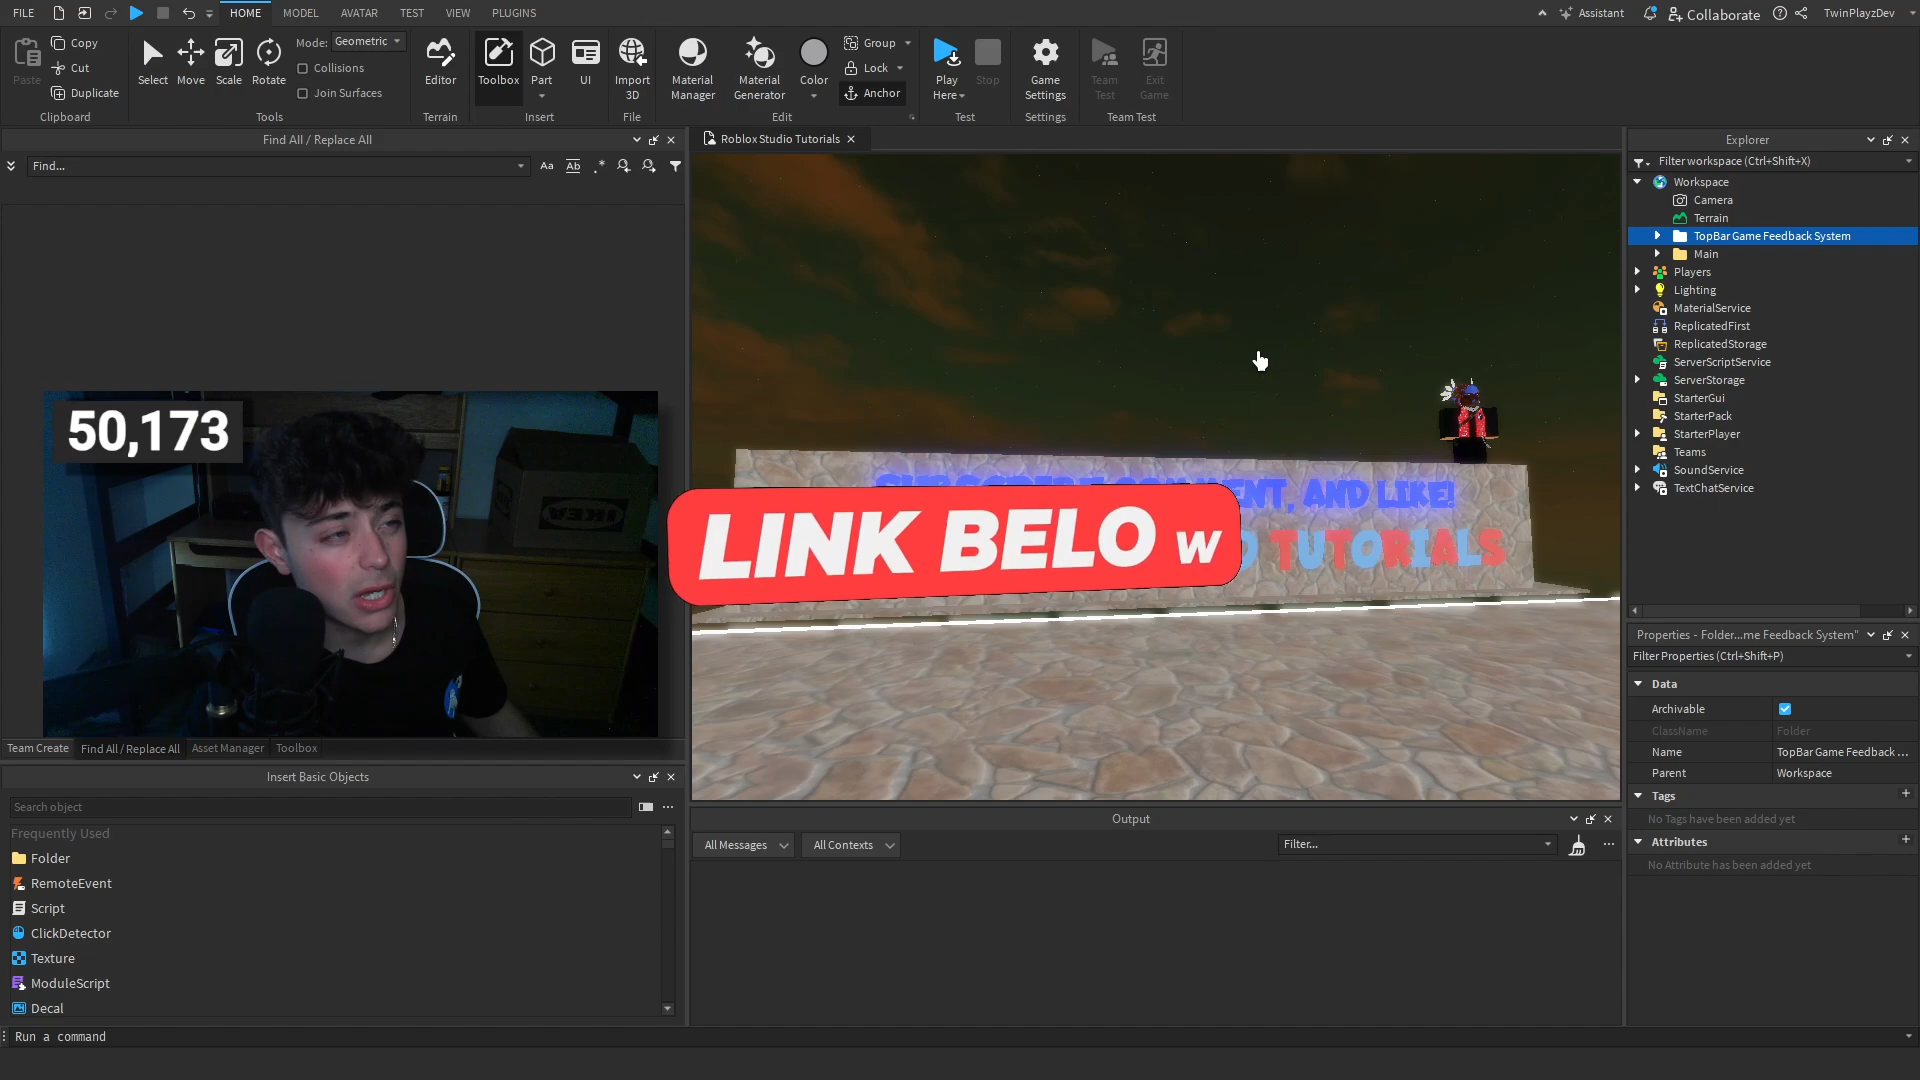 FILE
HOME
MODEL
AVATAR
TEST
VIEW
PLUGINS
Assistant
Collaborate
TwinPlayzDev
Paste
Copy
Cut
Duplicate
Clipboard
Select
Move
Scale
Rotate
Mode:
Geometric
Collisions
Join Surfaces
Tools
Editor
Terrain
Toolbox
Part
UI
Insert
Import
3D
File
Material
Manager
Material
Generator
Color
Group
Lock
Anchor
Edit
Play
Here
Stop
Test
Game
Settings
Settings
Team
Test
Exit
Game
Team Test
Find All / Replace All
Find...
Aa
Ab
.*
50,173
IKEA
Team Create
Find All / Replace All
Asset Manager
Toolbox
Insert Basic Objects
Search object
Frequently Used
Folder
RemoteEvent
Script
ClickDetector
Texture
ModuleScript
Decal
Run a command
Roblox Studio Tutorials
AND LIKE!
TUTORIALS
LINK BELO w
Output
All Messages
All Contexts
Filter...
Explorer
Filter workspace (Ctrl+Shift+X)
Workspace
Camera
Terrain
TopBar Game Feedback System
Main
Players
Lighting
MaterialService
ReplicatedFirst
ReplicatedStorage
ServerScriptService
ServerStorage
StarterGui
StarterPack
StarterPlayer
Teams
SoundService
TextChatService
Properties - Folder...me Feedback System"
Filter Properties (Ctrl+Shift+P)
Data
Archivable
ClassName
Folder
Name
TopBar Game Feedback ...
Parent
Workspace
Tags
No Tags have been added yet
Attributes
No Attribute has been added yet